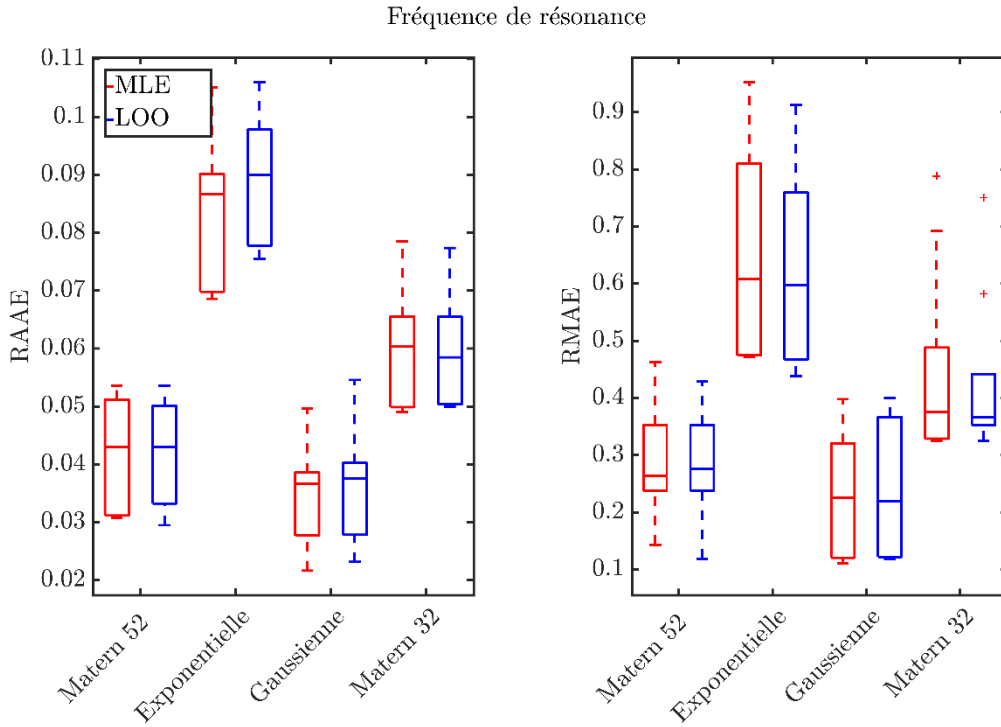 Fréquence de résonance
0.11
0.1
0.09
0.08
0.07
0.06
0.05
0.04
0.03
0.02
RAAE
MLE
LOO
Matern 52
Exponentielle
Gaussienne
Matern 32
0.9
0.8
0.7
0.6
0.5
0.4
0.3
0.2
0.1
RMAE
Matern 52
Exponentielle
Gaussienne
Matern 32